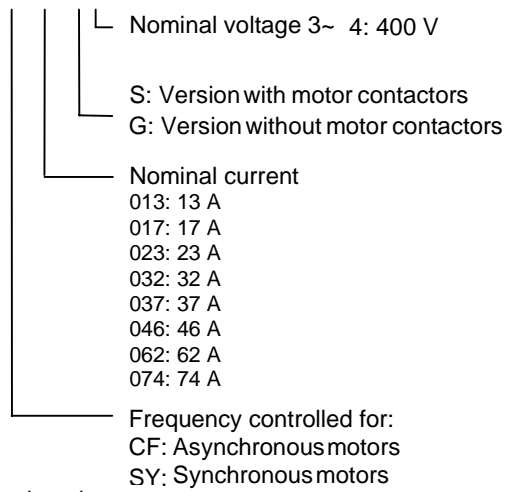 Nominal voltage 3~ 4: 400 V
S: Version with motor contactors
G: Version without motor contactors
Nominal current
013: 13 A
017: 17 A
023: 23 A
032: 32 A
037: 37 A
046: 46 A
062: 62 A
074: 74 A
Frequency controlled for:
CF: Asynchronous motors
SY: Synchronous motors